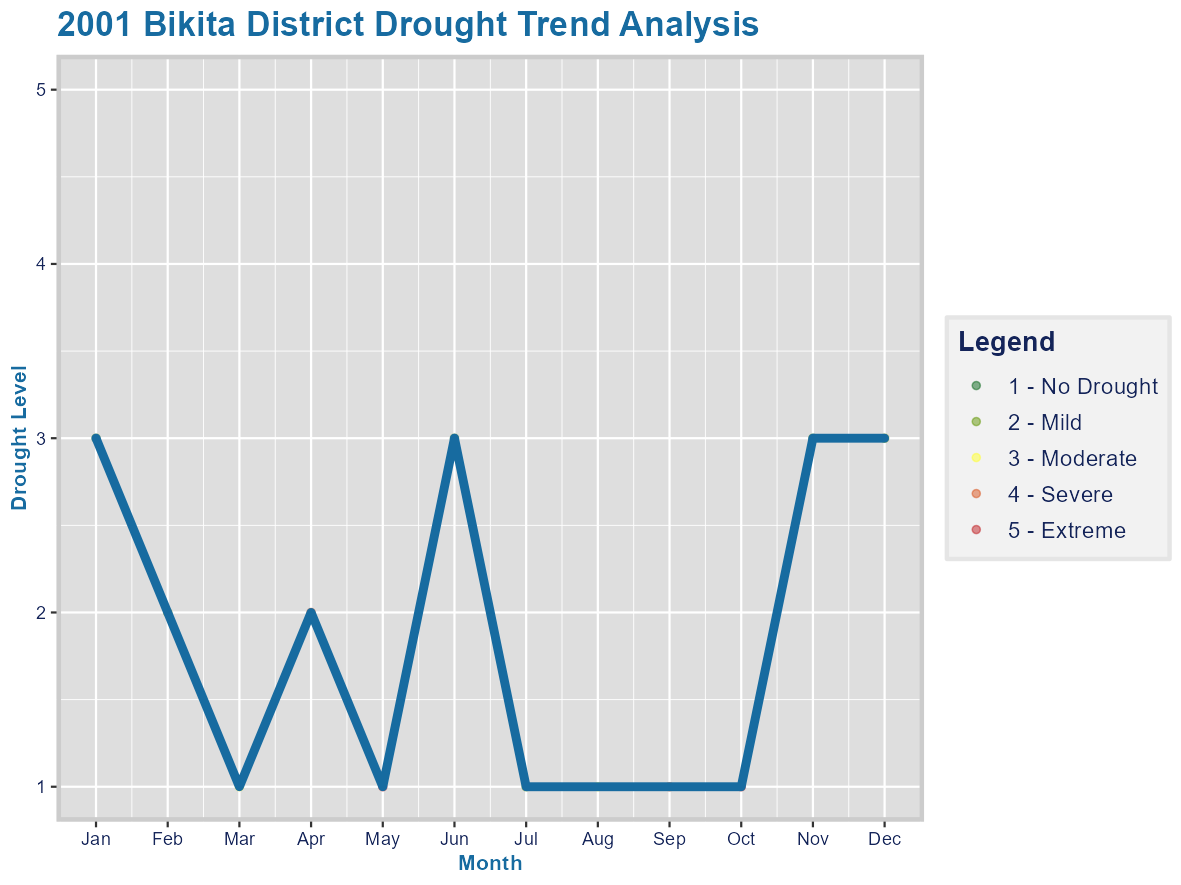 2001 Bikita District Drought Trend Analysis
5
4
3
2
1
Drought Level
Jan Feb Mar Apr May Jun Jul Aug Sep Oct Nov Dec
Month
Legend
1 - No Drought
2 - Mild
3 - Moderate
4 - Severe
5 - Extreme